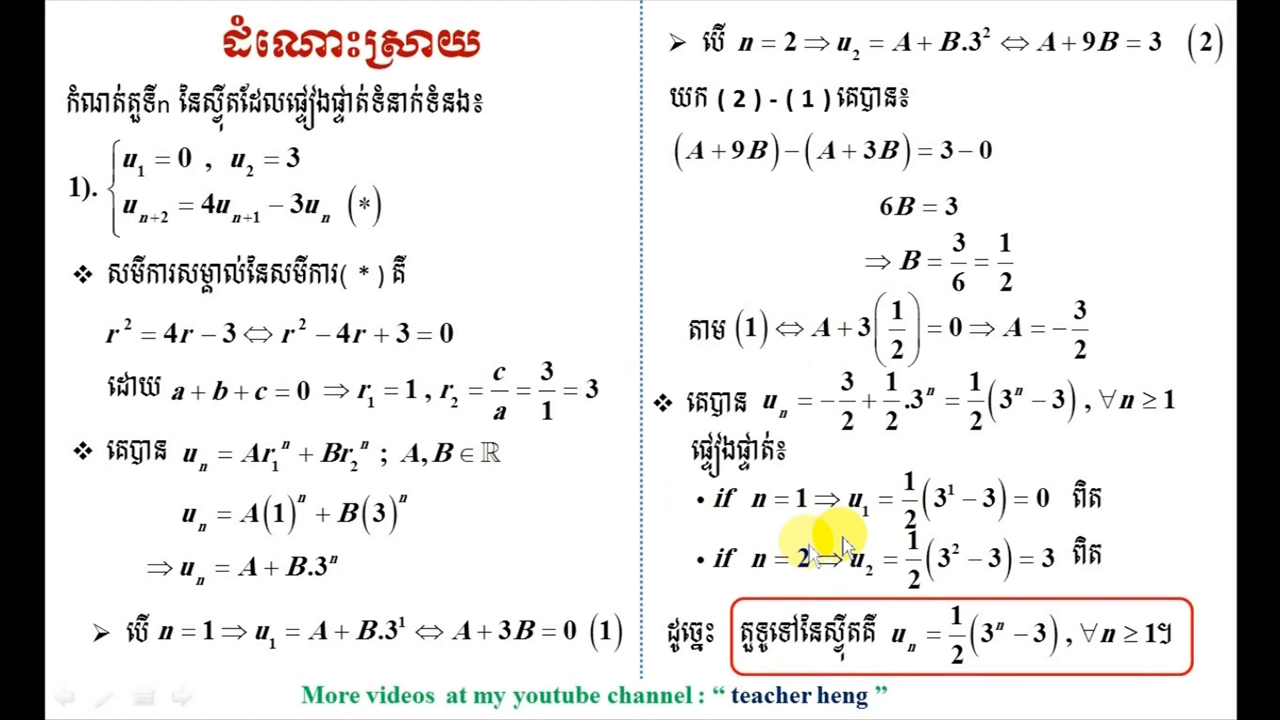 ដំណោះស្រាយ
កំណត់តួទីn នៃស្វ៊ីតដែលផ្ទៀងផ្ទាត់ទំនាក់ទំនង៖
1). { u₁ = 0 , u₂ = 3
uₙ₊₂ = 4uₙ₊₁ − 3uₙ (*)
❖ សមីការសម្គាល់នៃសមីការ( * ) គឺ
r² = 4r − 3 ⇔ r² − 4r + 3 = 0
ដោយ a + b + c = 0 ⇒ r₁ = 1 , r₂ = c/a = 3/1 = 3
❖ គេបាន uₙ = Ar₁ⁿ + Br₂ⁿ ; A, B ∈ ℝ
uₙ = A(1)ⁿ + B(3)ⁿ
⇒ uₙ = A + B.3ⁿ
➢ បើ n = 1 ⇒ u₁ = A + B.3¹ ⇔ A + 3B = 0 (1)
➢ បើ n = 2 ⇒ u₂ = A + B.3² ⇔ A + 9B = 3 (2)
យក ( 2 ) - ( 1 ) គេបាន៖
(A + 9B) − (A + 3B) = 3 − 0
6B = 3
⇒ B = 3/6 = 1/2
តាម (1) ⇔ A + 3(1/2) = 0 ⇒ A = −3/2
❖ គេបាន uₙ = −3/2 + 1/2.3ⁿ = 1/2(3ⁿ − 3) , ∀n ≥ 1
ផ្ទៀងផ្ទាត់៖
• if n = 1 ⇒ u₁ = 1/2(3¹ − 3) = 0 ពិត
• if n = 2 ⇒ u₂ = 1/2(3² − 3) = 3 ពិត
ដូច្នេះ តួទូទៅនៃស្វ៊ីតគឺ uₙ = 1/2(3ⁿ − 3) , ∀n ≥ 1។
More videos at my youtube channel : “ teacher heng ”